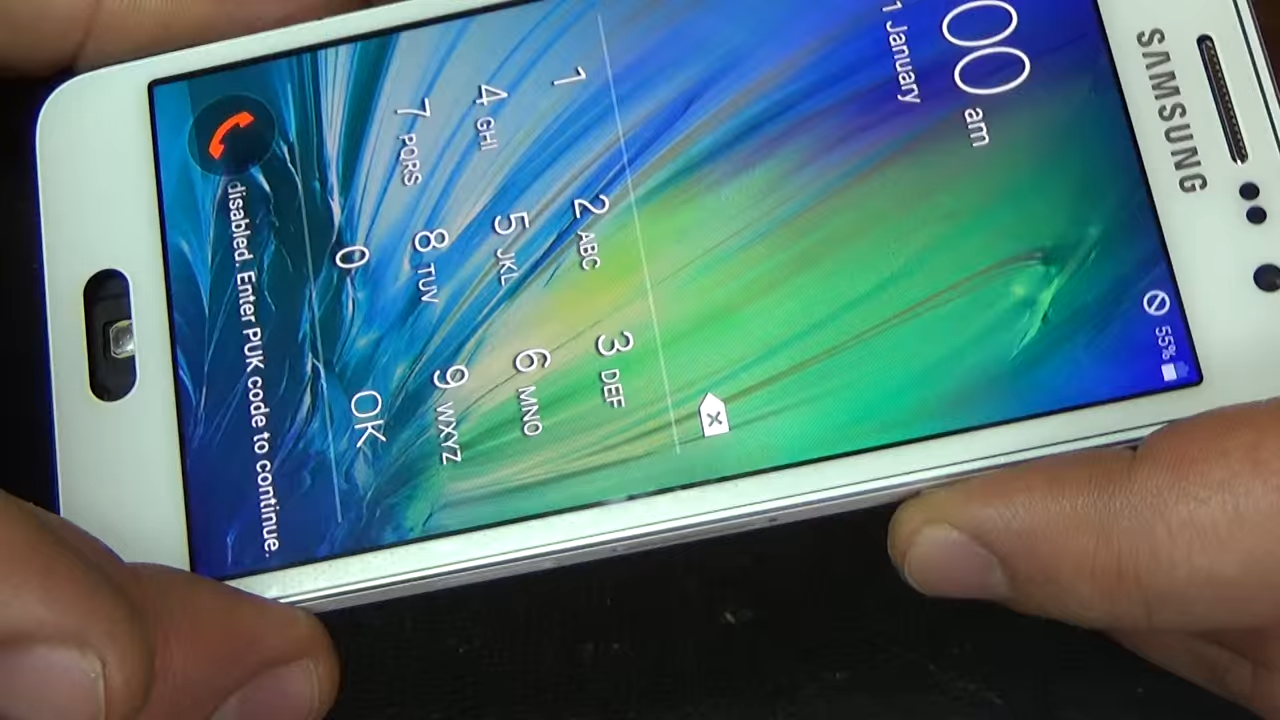 SAMSUNG
55%
00 am
1 January
1
2 ABC
3 DEF
4 GHI
5 JKL
6 MNO
7 PQRS
8 TUV
9 WXYZ
0
OK
disabled. Enter PUK code to continue.